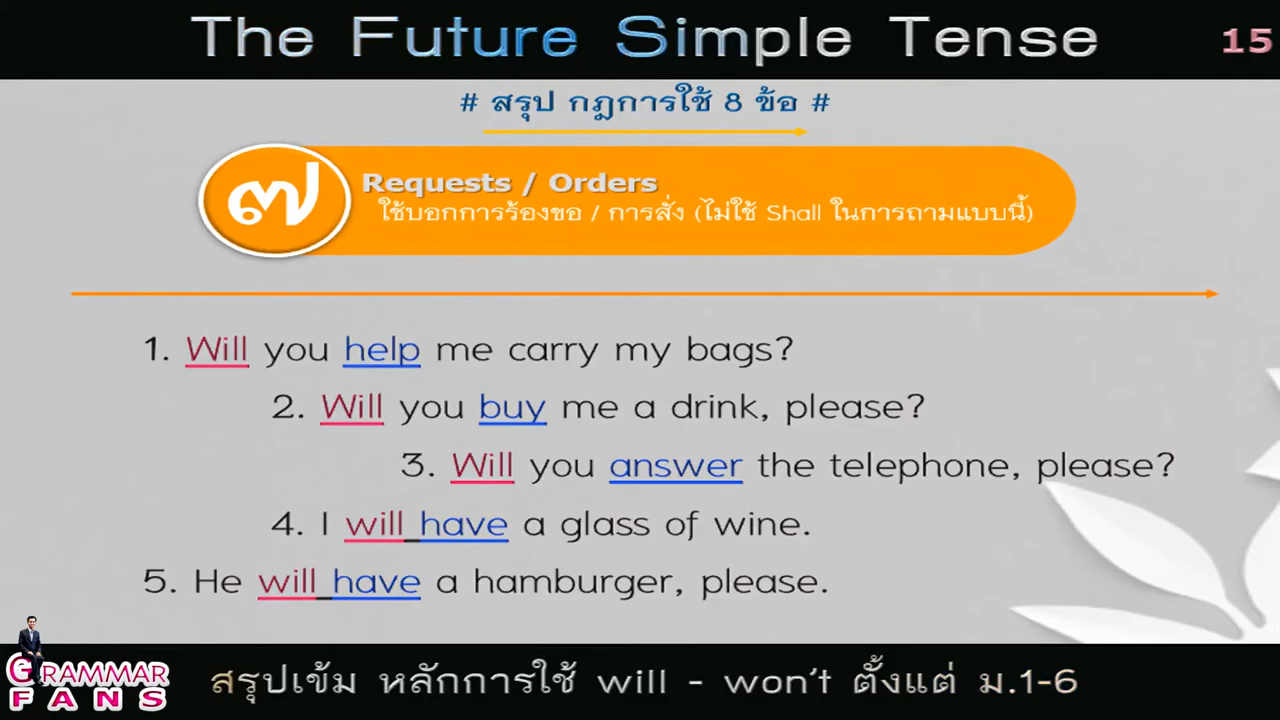 The Future Simple Tense
15
# สรุป กฎการใช้ 8 ข้อ #
๗
Requests / Orders
ใช้บอกการร้องขอ / การสั่ง (ไม่ใช้ Shall ในการถามแบบนี้)
1. Will you help me carry my bags?
2. Will you buy me a drink, please?
3. Will you answer the telephone, please?
4. I will have a glass of wine.
5. He will have a hamburger, please.
GRAMMAR
FANS
สรุปเข้ม หลักการใช้ will - won't ตั้งแต่ ม.1-6